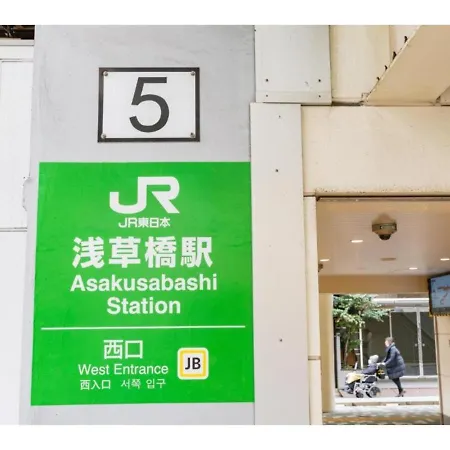 5
JR
JR東日本
浅草橋駅
Asakusabashi
Station
西口
West Entrance
JB
西入口 서쪽 입구